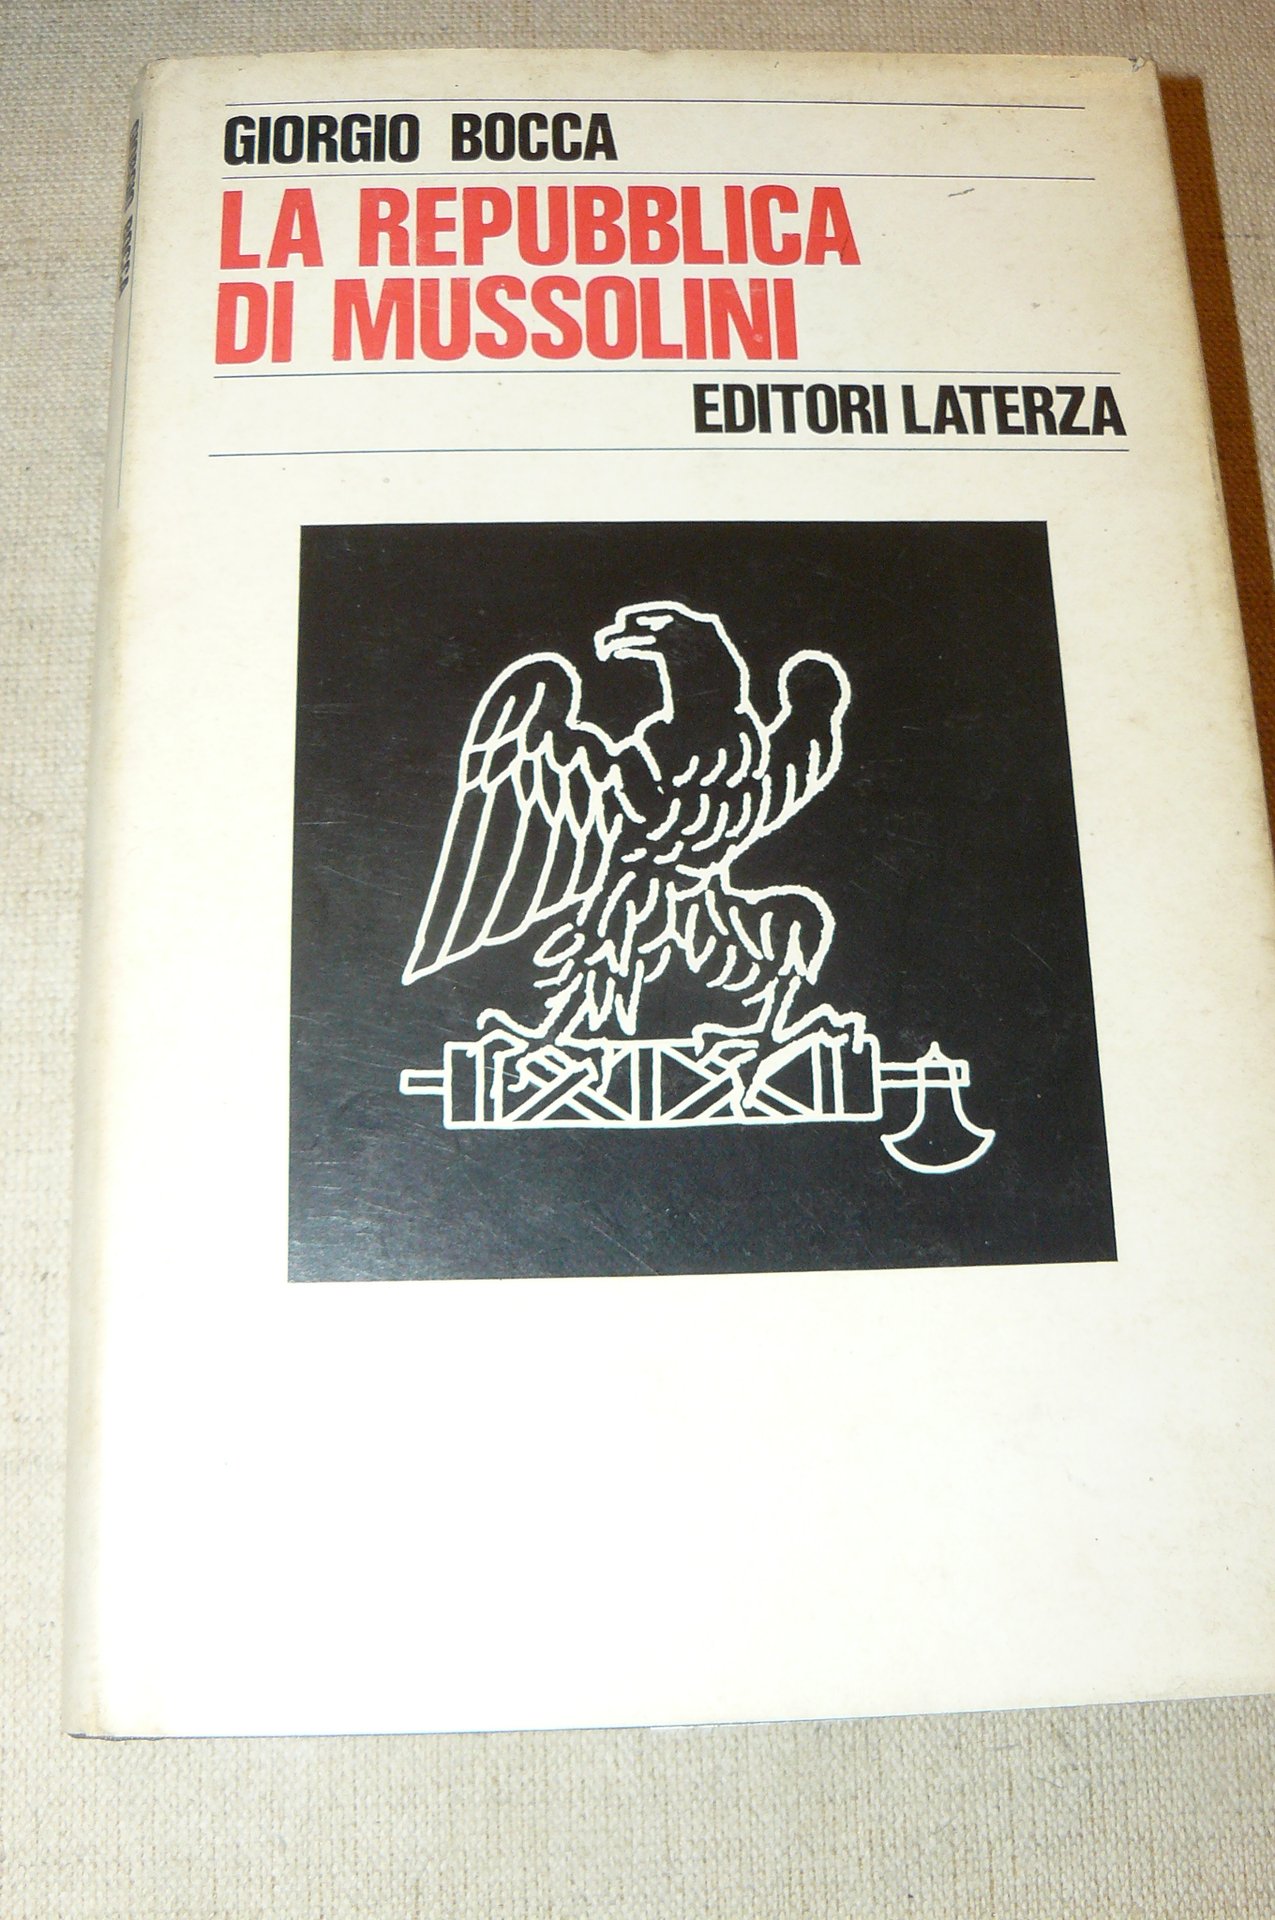 GIORGIO BOCCA
LA REPUBBLICA
DI MUSSOLINI
EDITORI LATERZA